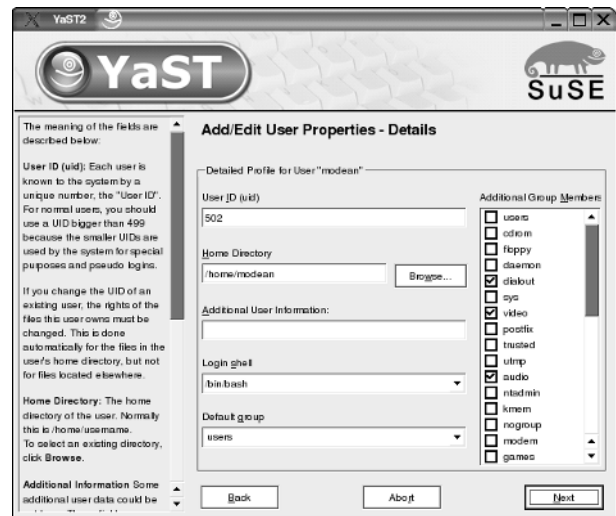 YaST2
YaST
SuSE
The meaning of the fields are
described below:
User ID (uid): Each user is
known to the system by a
unique number, the "User ID".
For normal users, you should
use a UID bigger than 499
because the smaller UIDs are
used by the system for special
purposes and pseudo logins.
If you change the UID of an
existing user, the rights of the
files this user owns must be
changed. This is done
automatically for the files in the
user's home directory, but not
for files located elsewhere.
Home Directory: The home
directory of the user. Normally
this is /home/username.
To select an existing directory,
click Browse.
Additional Information Some
additional user data could be
Add/Edit User Properties - Details
Detailed Profile for User "modean"
User ID (uid)
502
Home Directory
/home/modean
Browse...
Additional User Information:
Login shell
/bin/bash
Default group
users
Additional Group Members
users
cdrom
floppy
daemon
dialout
sys
video
postfix
trusted
utmp
audio
ntadmin
kmem
nogroup
modem
games
Back
Abort
Next